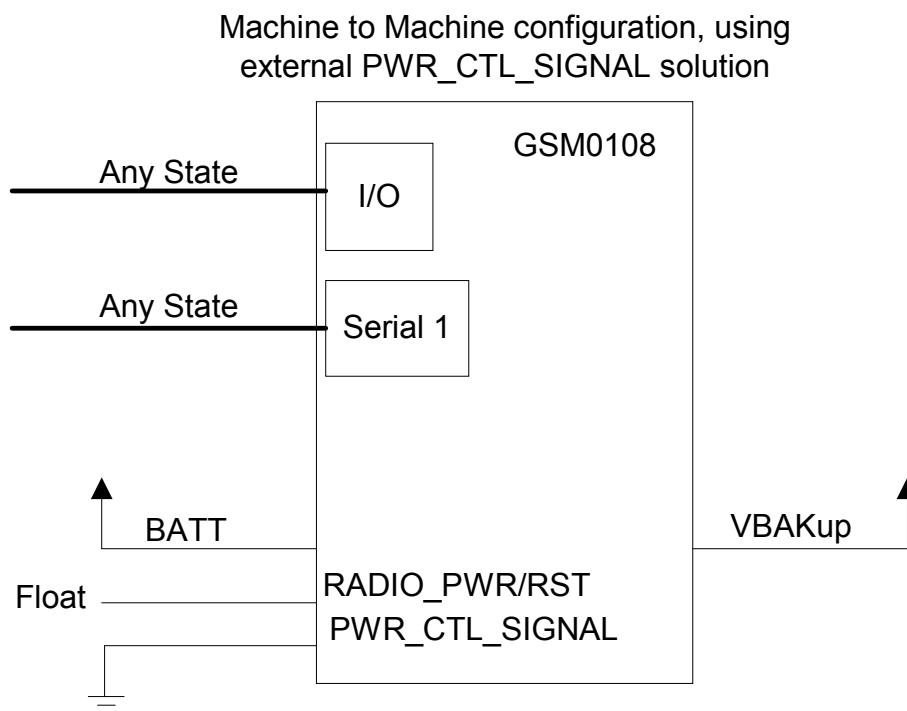 Machine to Machine configuration, using
external PWR_CTL_SIGNAL solution
GSM0108
Any State
I/O
Any State
Serial 1
BATT
VBAKup
Float
RADIO_PWR/RST
PWR_CTL_SIGNAL